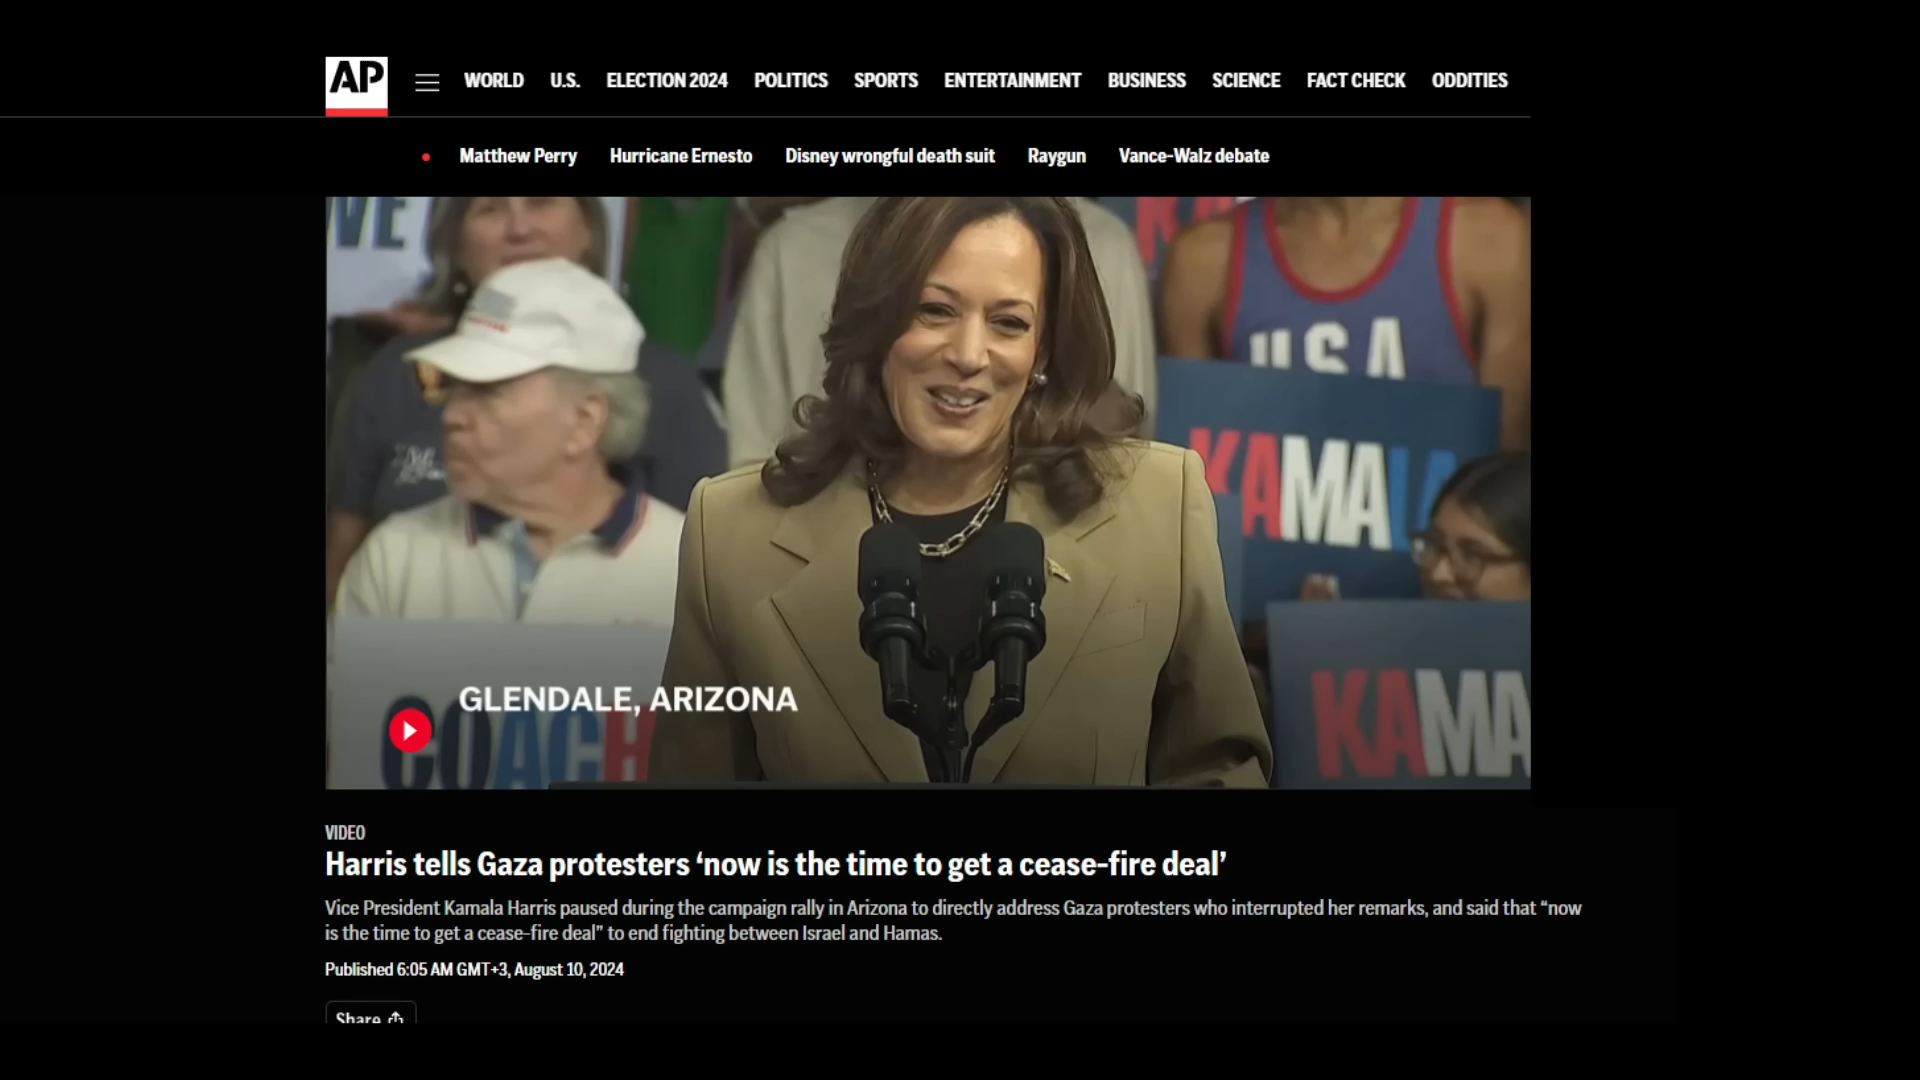 AP
WORLD U.S. ELECTION 2024 POLITICS SPORTS ENTERTAINMENT BUSINESS SCIENCE FACT CHECK ODDITIES
Matthew Perry Hurricane Ernesto Disney wrongful death suit Raygun Vance-Walz debate
USA
KAMALA
KAMA
GLENDALE, ARIZONA
COACH
VIDEO
Harris tells Gaza protesters ‘now is the time to get a cease-fire deal’
Vice President Kamala Harris paused during the campaign rally in Arizona to directly address Gaza protesters who interrupted her remarks, and said that “now
is the time to get a cease-fire deal” to end fighting between Israel and Hamas.
Published 6:05 AM GMT+3, August 10, 2024
Share